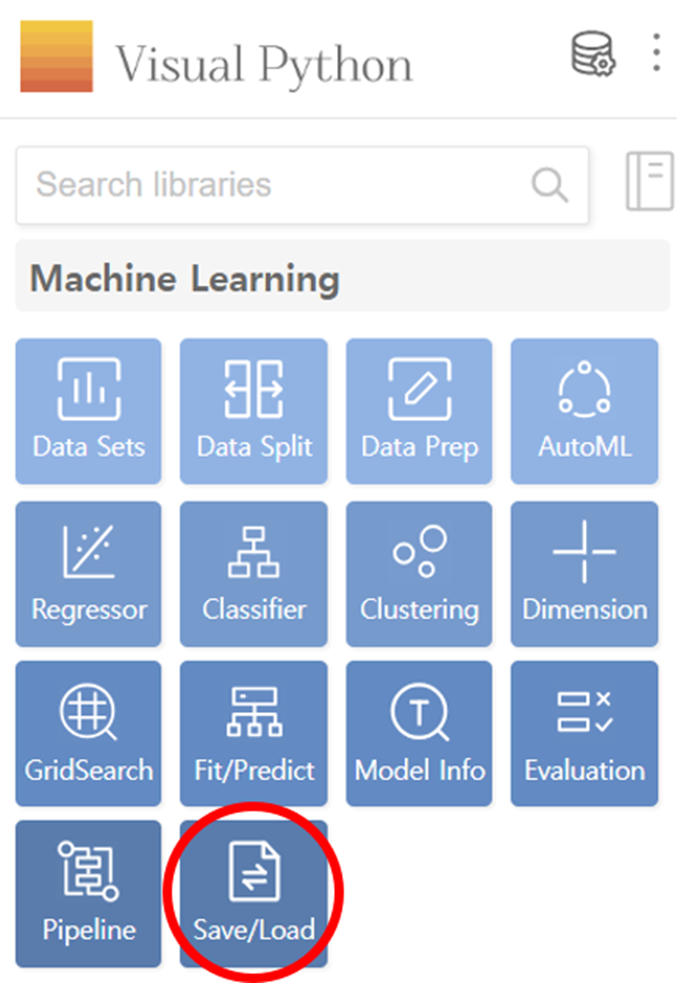 Visual Python
Search libraries
Machine Learning
Data Sets
Data Split
Data Prep
AutoML
Regressor
Classifier
Clustering
Dimension
GridSearch
Fit/Predict
Model Info
Evaluation
Pipeline
Save/Load